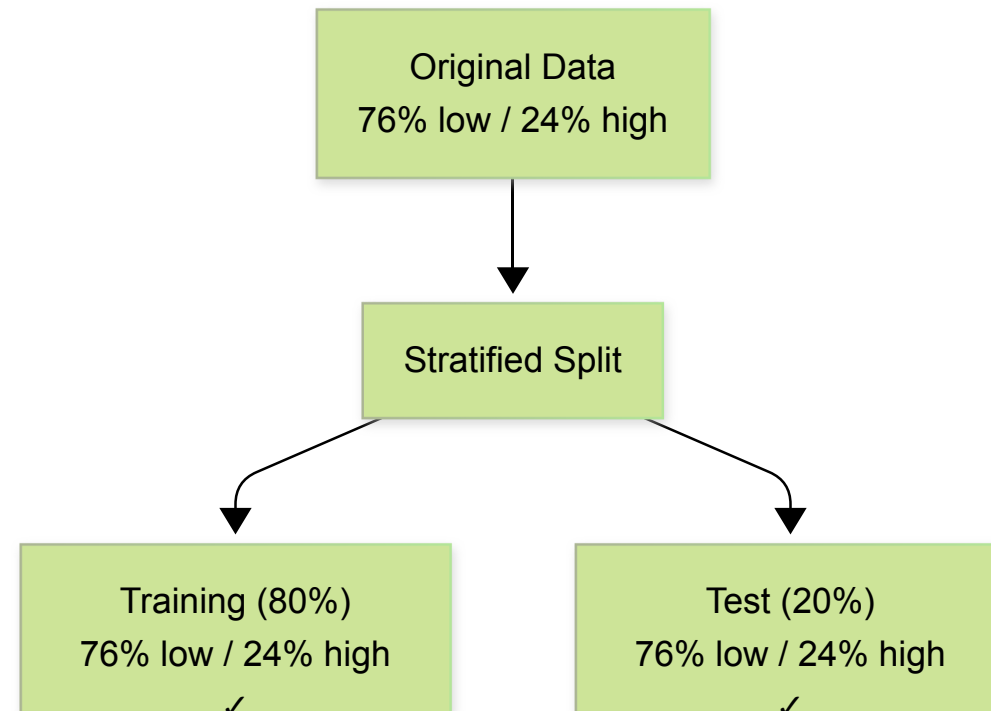 Original Data
76% low / 24% high
Stratified Split
Training (80%)
76% low / 24% high
✓
Test (20%)
76% low / 24% high
✓